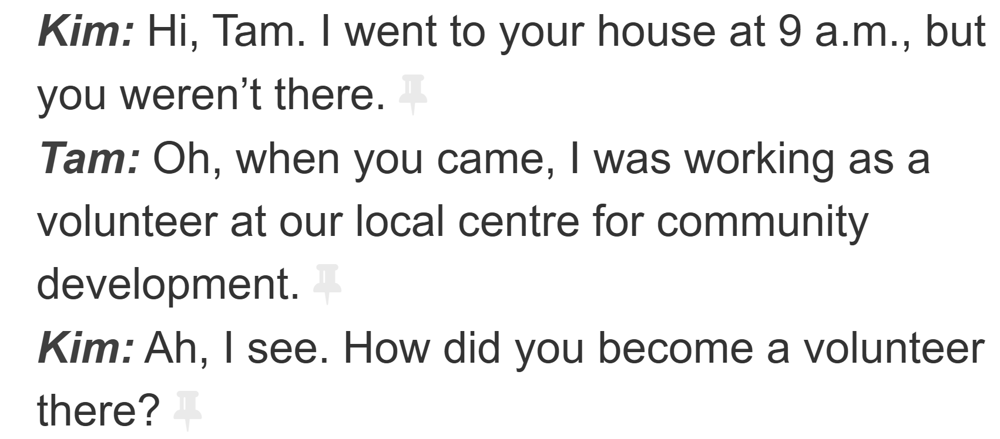 Kim: Hi, Tam. I went to your house at 9 a.m., but
you weren’t there.
Tam: Oh, when you came, I was working as a
volunteer at our local centre for community
development.
Kim: Ah, I see. How did you become a volunteer
there?